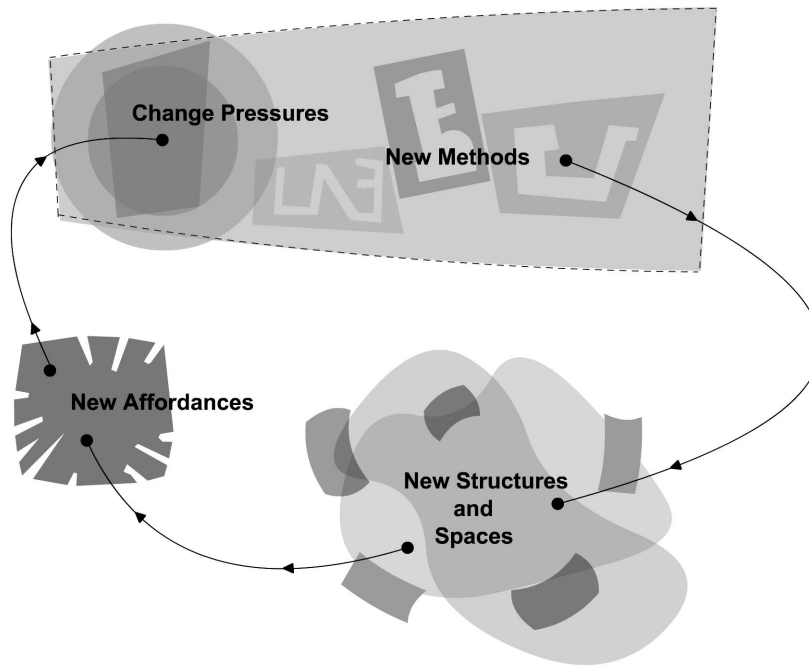 Change Pressures
New Methods
New Affordances
New Structures
and
Spaces